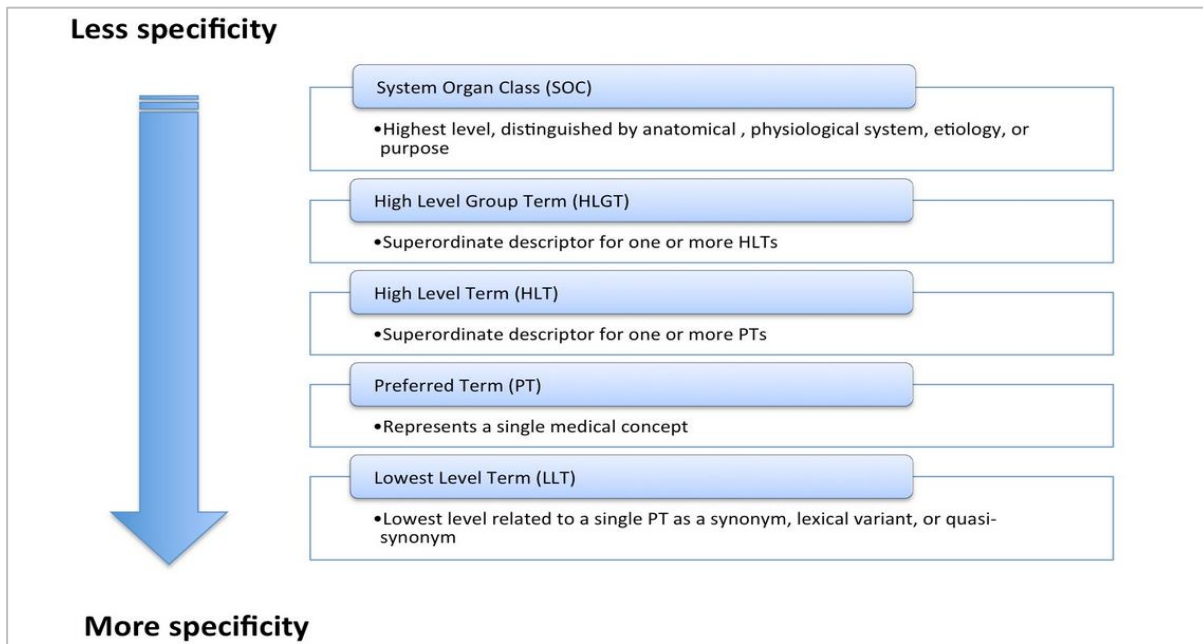 Less specificity
System Organ Class (SOC)
•Highest level, distinguished by anatomical , physiological system, etiology, or
purpose
High Level Group Term (HLGT)
•Superordinate descriptor for one or more HLTs
High Level Term (HLT)
•Superordinate descriptor for one or more PTs
Preferred Term (PT)
•Represents a single medical concept
Lowest Level Term (LLT)
•Lowest level related to a single PT as a synonym, lexical variant, or quasi-
synonym
More specificity